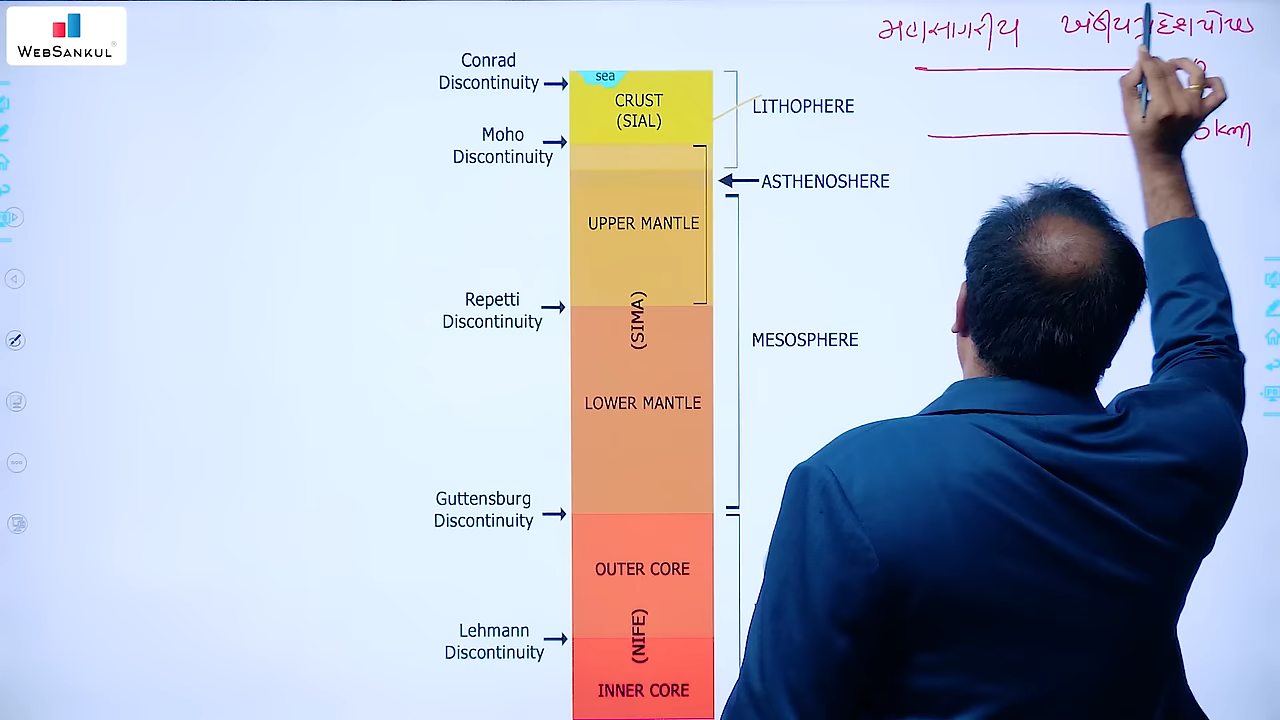 WEBSANKUL®
મહાસાગરીય
Conrad
Discontinuity
sea
CRUST
(SIAL)
LITHOPHERE
km
Moho
Discontinuity
ASTHENOSHERE
UPPER MANTLE
Repetti
Discontinuity
(SIMA)
MESOSPHERE
LOWER MANTLE
Guttensburg
Discontinuity
OUTER CORE
Lehmann
Discontinuity
(NIFE)
INNER CORE